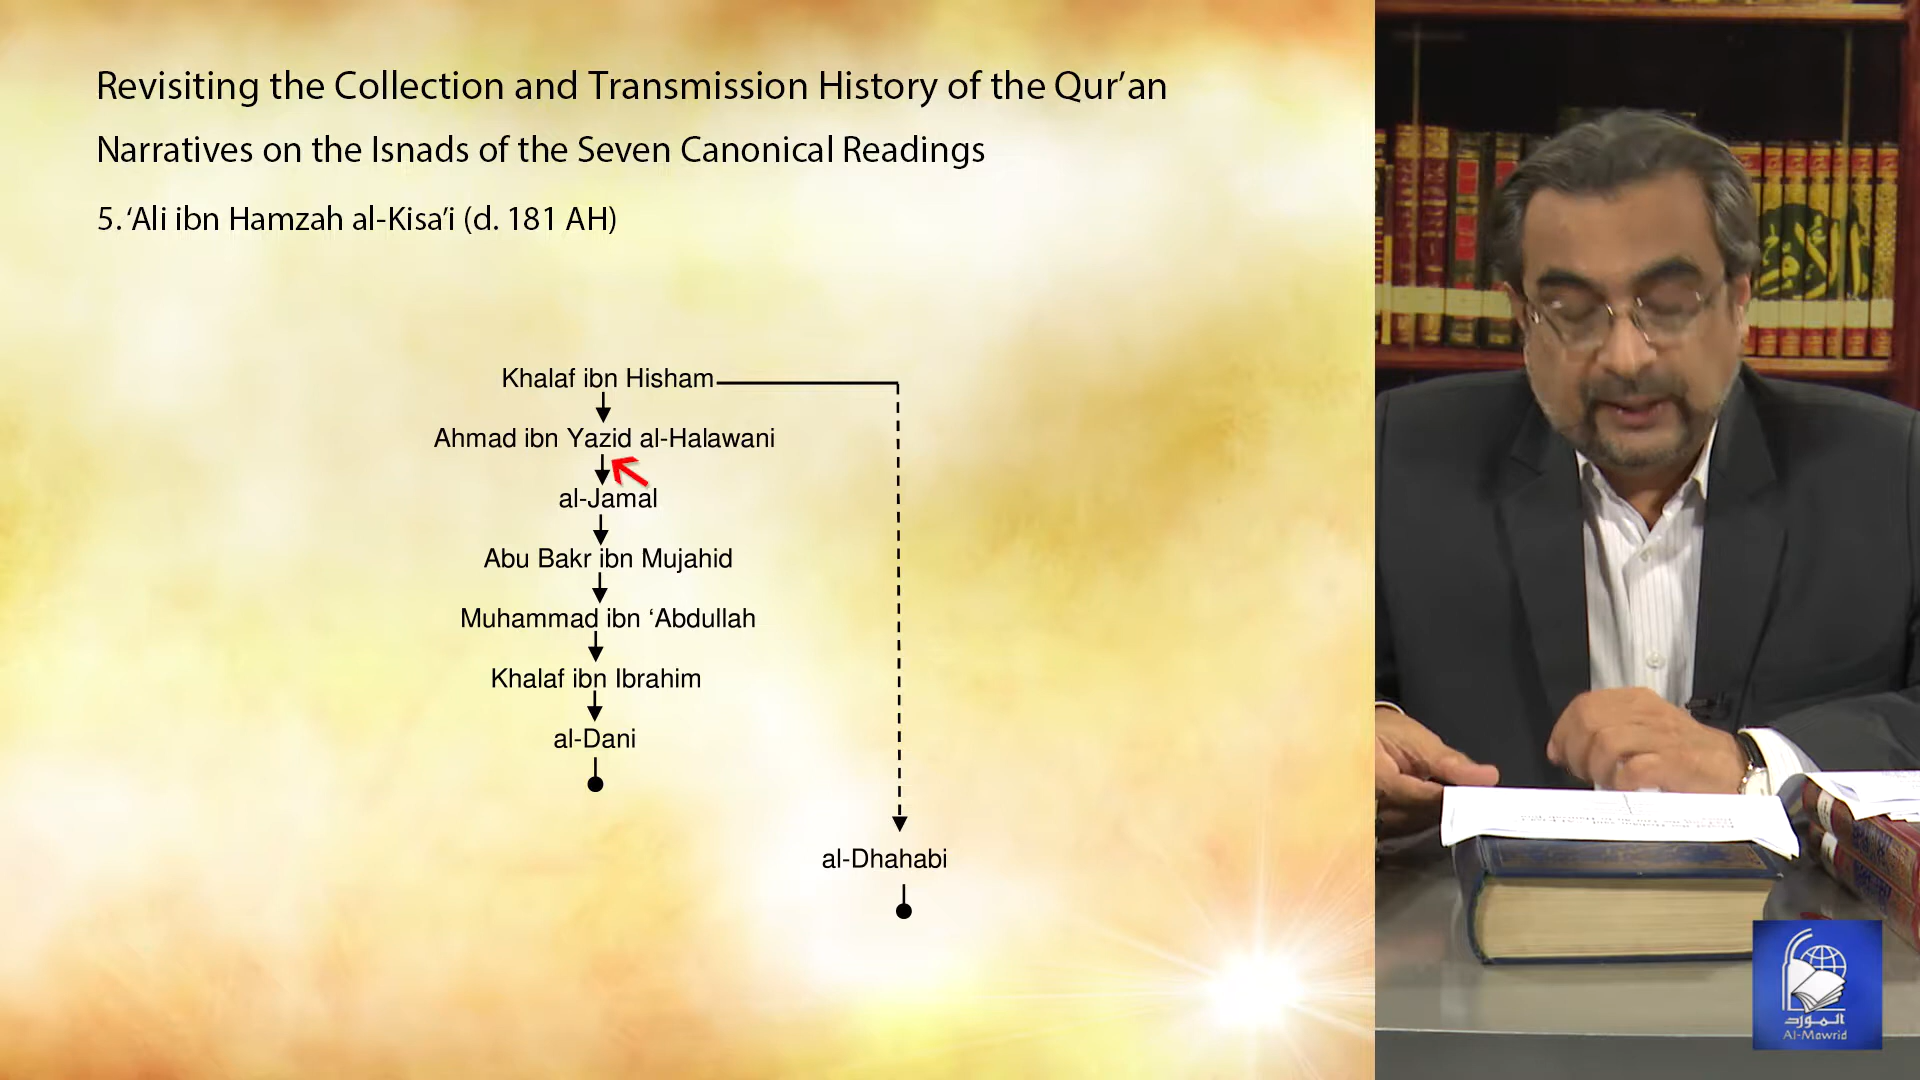 Revisiting the Collection and Transmission History of the Qur’an
Narratives on the Isnads of the Seven Canonical Readings
5. ‘Ali ibn Hamzah al-Kisa’i (d. 181 AH)
Khalaf ibn Hisham
Ahmad ibn Yazid al-Halawani
al-Jamal
Abu Bakr ibn Mujahid
Muhammad ibn ‘Abdullah
Khalaf ibn Ibrahim
al-Dani
al-Dhahabi
المورد
Al-Mawrid